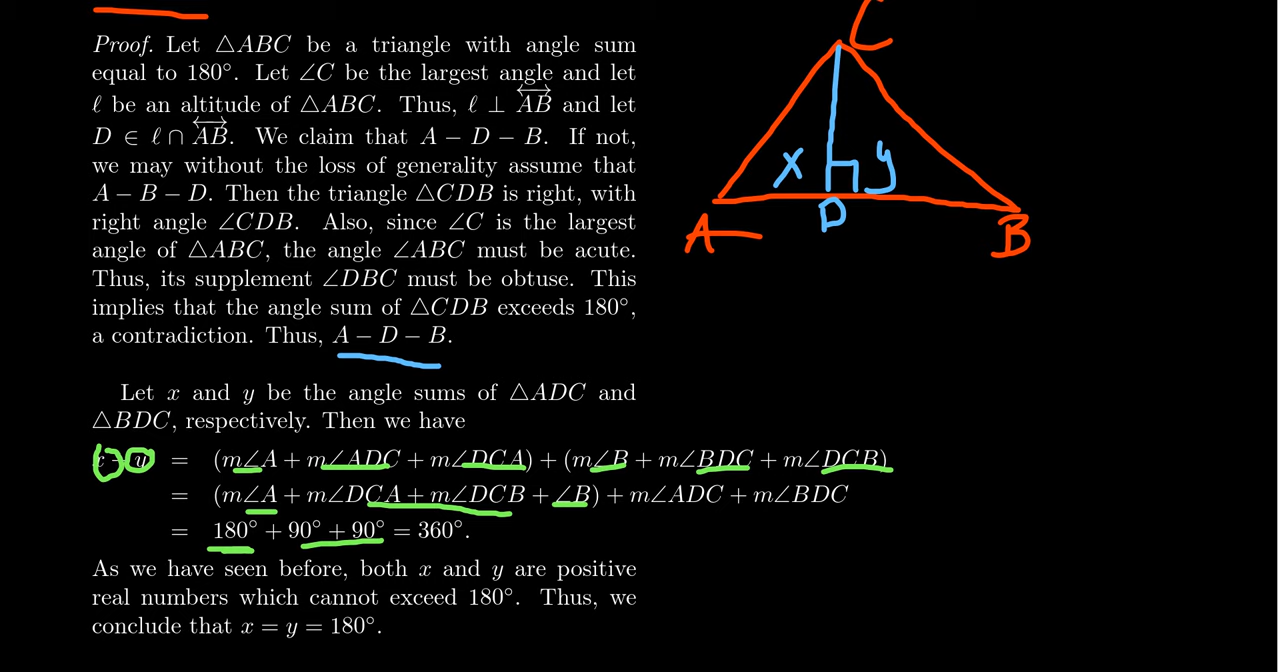 Proof. Let △ABC be a triangle with angle sum
equal to 180°. Let ∠C be the largest angle and let
ℓ be an altitude of △ABC. Thus, ℓ ⊥ AB and let
D ∈ ℓ ∩ AB. We claim that A − D − B. If not,
we may without the loss of generality assume that
A − B − D. Then the triangle △CDB is right, with
right angle ∠CDB. Also, since ∠C is the largest
angle of △ABC, the angle ∠ABC must be acute.
Thus, its supplement ∠DBC must be obtuse. This
implies that the angle sum of △CDB exceeds 180°,
a contradiction. Thus, A − D − B.
Let x and y be the angle sums of △ADC and
△BDC, respectively. Then we have
x + y = (m∠A + m∠ADC + m∠DCA) + (m∠B + m∠BDC + m∠DCB)
= (m∠A + m∠DCA + m∠DCB + ∠B) + m∠ADC + m∠BDC
= 180° + 90° + 90° = 360°.
As we have seen before, both x and y are positive
real numbers which cannot exceed 180°. Thus, we
conclude that x = y = 180°.
C
x y
A D B